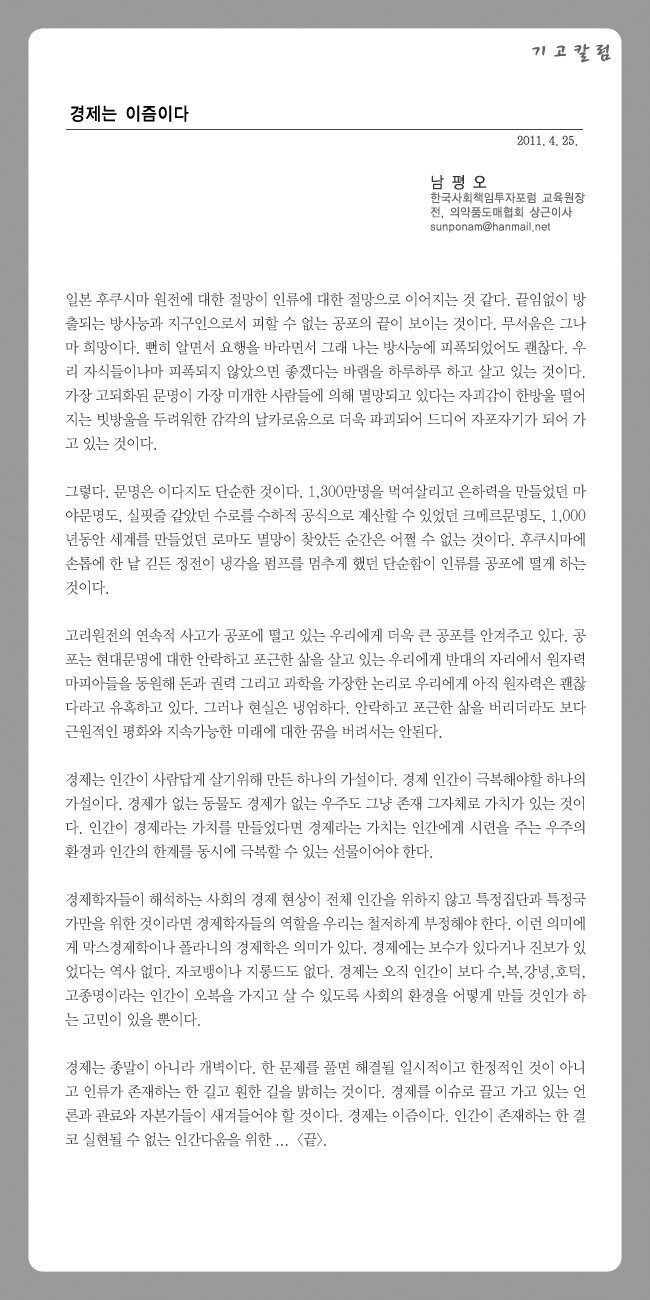 기고칼럼
경제는 이즘이다
2011. 4. 25.
남 평 오
한국사회책임투자포럼 교육원장
전, 의약품도매협회 상근이사
sunponam@hanmail.net
일본 후쿠시마 원전에 대한 절망이 인류에 대한 절망으로 이어지는 것 같다. 끝임없이 방
출되는 방사능과 지구인으로서 피할 수 없는 공포의 끝이 보이는 것이다. 무서움은 그나
마 희망이다. 뻔히 알면서 요행을 바라면서 그래 나는 방사능에 피폭되었어도 괜찮다. 우
리 자식들이나마 피폭되지 않았으면 좋겠다는 바램을 하루하루 하고 살고 있는 것이다.
가장 고되화된 문명이 가장 미개한 사람들에 의해 멸망되고 있다는 자괴감이 한방울 떨어
지는 빗방울을 두려워한 감각의 날카로움으로 더욱 파괴되어 드디어 자포자기가 되어 가
고 있는 것이다.
그렇다. 문명은 이다지도 단순한 것이다. 1,300만명을 먹여살리고 은하력을 만들었던 마
야문명도, 실핏줄 같았던 수로를 수하적 공식으로 계산할 수 있었던 크메르문명도, 1,000
년동안 세계를 만들었던 로마도 멸망이 찾았든 순간은 어쩔 수 없는 것이다. 후쿠시마에
손톱에 한 낱 긴든 정전이 냉각을 펌프를 멈추게 했던 단순함이 인류를 공포에 떨게 하는
것이다.
고리원전의 연속적 사고가 공포에 떨고 있는 우리에게 더욱 큰 공포를 안겨주고 있다. 공
포는 현대문명에 대한 안락하고 포근한 삶을 살고 있는 우리에게 반대의 자리에서 원자력
마피아들을 동원해 돈과 권력 그리고 과학을 가장한 논리로 우리에게 아직 원자력은 괜찮
다라고 유혹하고 있다. 그러나 현실은 냉엄하다. 안락하고 포근한 삶을 버리더라도 보다
근원적인 평화와 지속가능한 미래에 대한 꿈을 버려서는 안된다.
경제는 인간이 사람답게 살기위해 만든 하나의 가설이다. 경제 인간이 극복해야할 하나의
가설이다. 경제가 없는 동물도 경제가 없는 우주도 그냥 존재 그자체로 가치가 있는 것이
다. 인간이 경제라는 가치를 만들었다면 경제라는 가치는 인간에게 시련을 주는 우주의
환경과 인간의 한계를 동시에 극복할 수 있는 선물이어야 한다.
경제학자들이 해석하는 사회의 경제 현상이 전체 인간을 위하지 않고 특정집단과 특정국
가만을 위한 것이라면 경제학자들의 역할을 우리는 철저하게 부정해야 한다. 이런 의미에
게 막스경제학이나 폴라니의 경제학은 의미가 있다. 경제에는 보수가 있다거나 진보가 있
었다는 역사 없다. 자코뱅이나 지롱드도 없다. 경제는 오직 인간이 보다 수,복,강녕,호덕,
고종명이라는 인간이 오복을 가지고 살 수 있도록 사회의 환경을 어떻게 만들 것인가 하
는 고민이 있을 뿐이다.
경제는 종말이 아니라 개벽이다. 한 문제를 풀면 해결될 일시적이고 한정적인 것이 아니
고 인류가 존재하는 한 길고 훤한 길을 밝히는 것이다. 경제를 이슈로 끌고 가고 있는 언
론과 관료와 자본가들이 새겨들어야 할 것이다. 경제는 이즘이다. 인간이 존재하는 한 결
코 실현될 수 없는 인간다움을 위한 ... 〈끝〉.